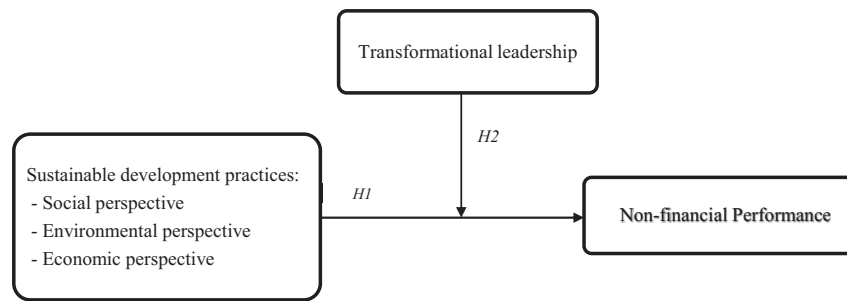 Transformational leadership
H2
Sustainable development practices:
- Social perspective
- Environmental perspective
- Economic perspective
H1
Non-financial Performance